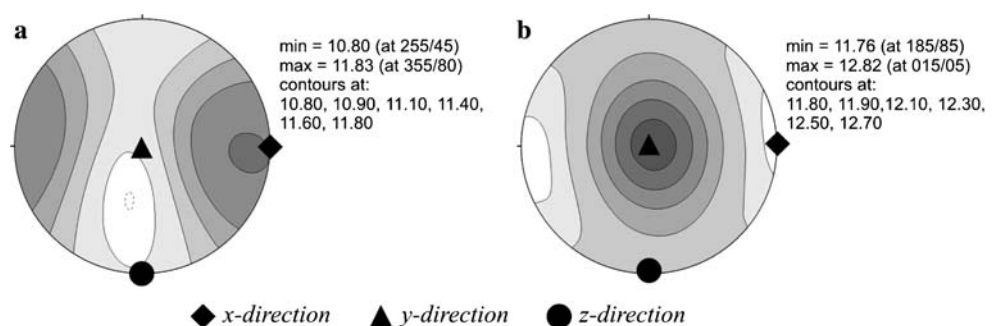 a
min = 10.80 (at 255/45)
max = 11.83 (at 355/80)
contours at:
10.80, 10.90, 11.10, 11.40,
11.60, 11.80
b
min = 11.76 (at 185/85)
max = 12.82 (at 015/05)
contours at:
11.80, 11.90,12.10, 12.30,
12.50, 12.70
x-direction y-direction z-direction